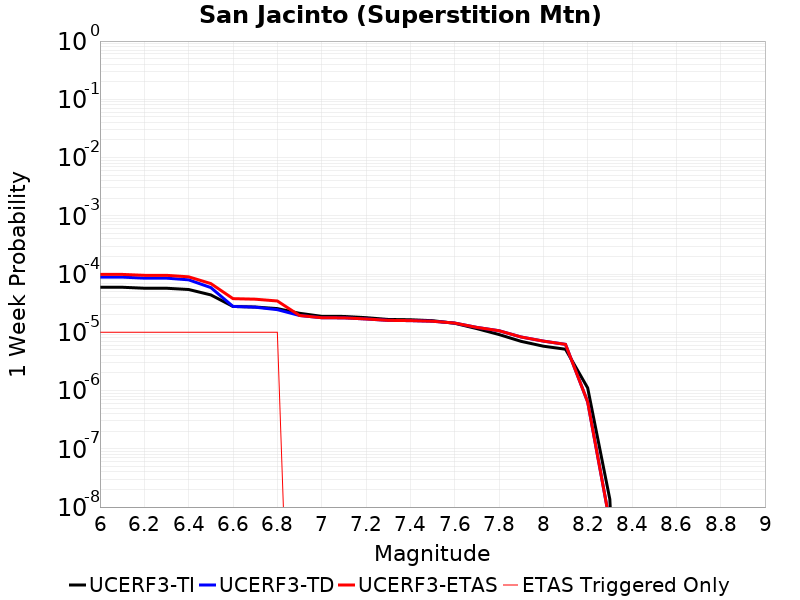 San Jacinto (Superstition Mtn)
1 Week Probability
10^0
10^-1
10^-2
10^-3
10^-4
10^-5
10^-6
10^-7
10^-8
6 6.2 6.4 6.6 6.8 7 7.2 7.4 7.6 7.8 8 8.2 8.4 8.6 8.8 9
Magnitude
UCERF3-TI UCERF3-TD UCERF3-ETAS ETAS Triggered Only